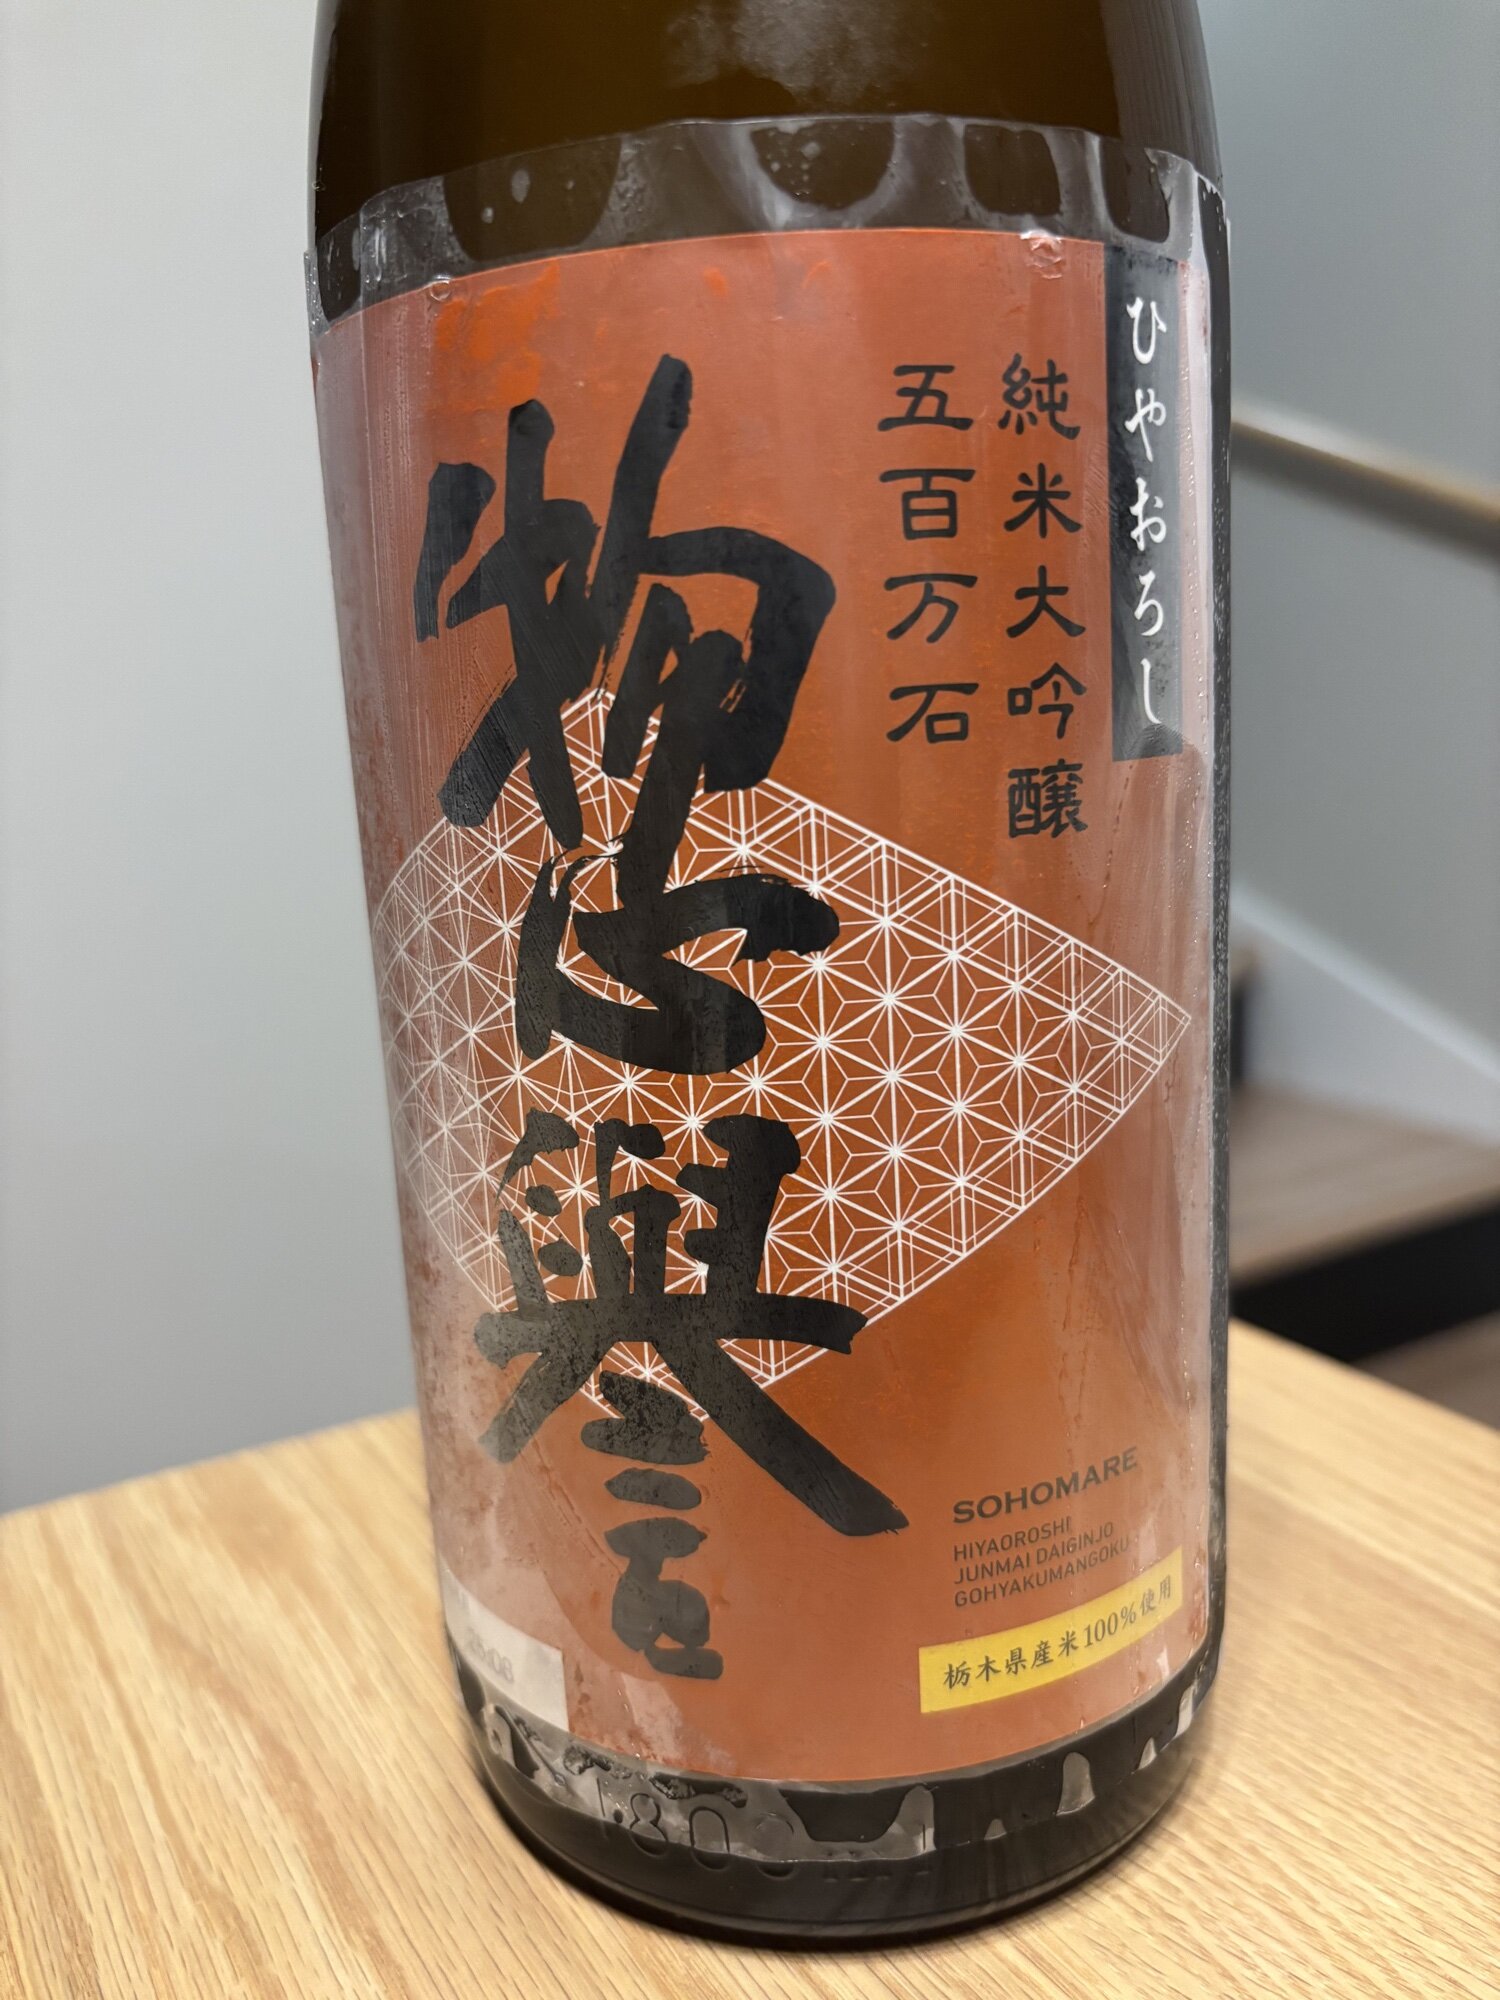 ひやおろし
純米大吟醸
五百万石
惣譽
SOHOMARE
HIYAOROSHI
JUNMAI DAIGINJO
GOHYAKUMANGOKU
栃木県産米100%使用